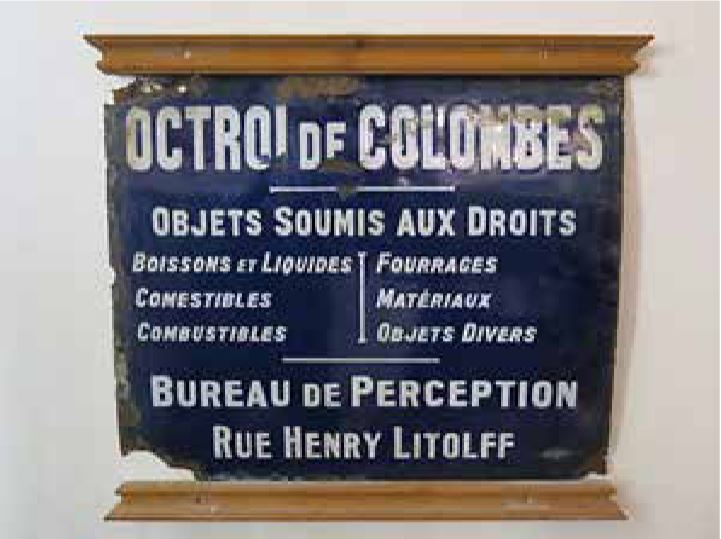 OCTROI DE COLOMBES
OBJETS SOUMIS AUX DROITS
BOISSONS ET LIQUIDES
COMESTIBLES
COMBUSTIBLES
FOURRAGES
MATÉRIAUX
OBJETS DIVERS
BUREAU DE PERCEPTION
RUE HENRY LITOLFF